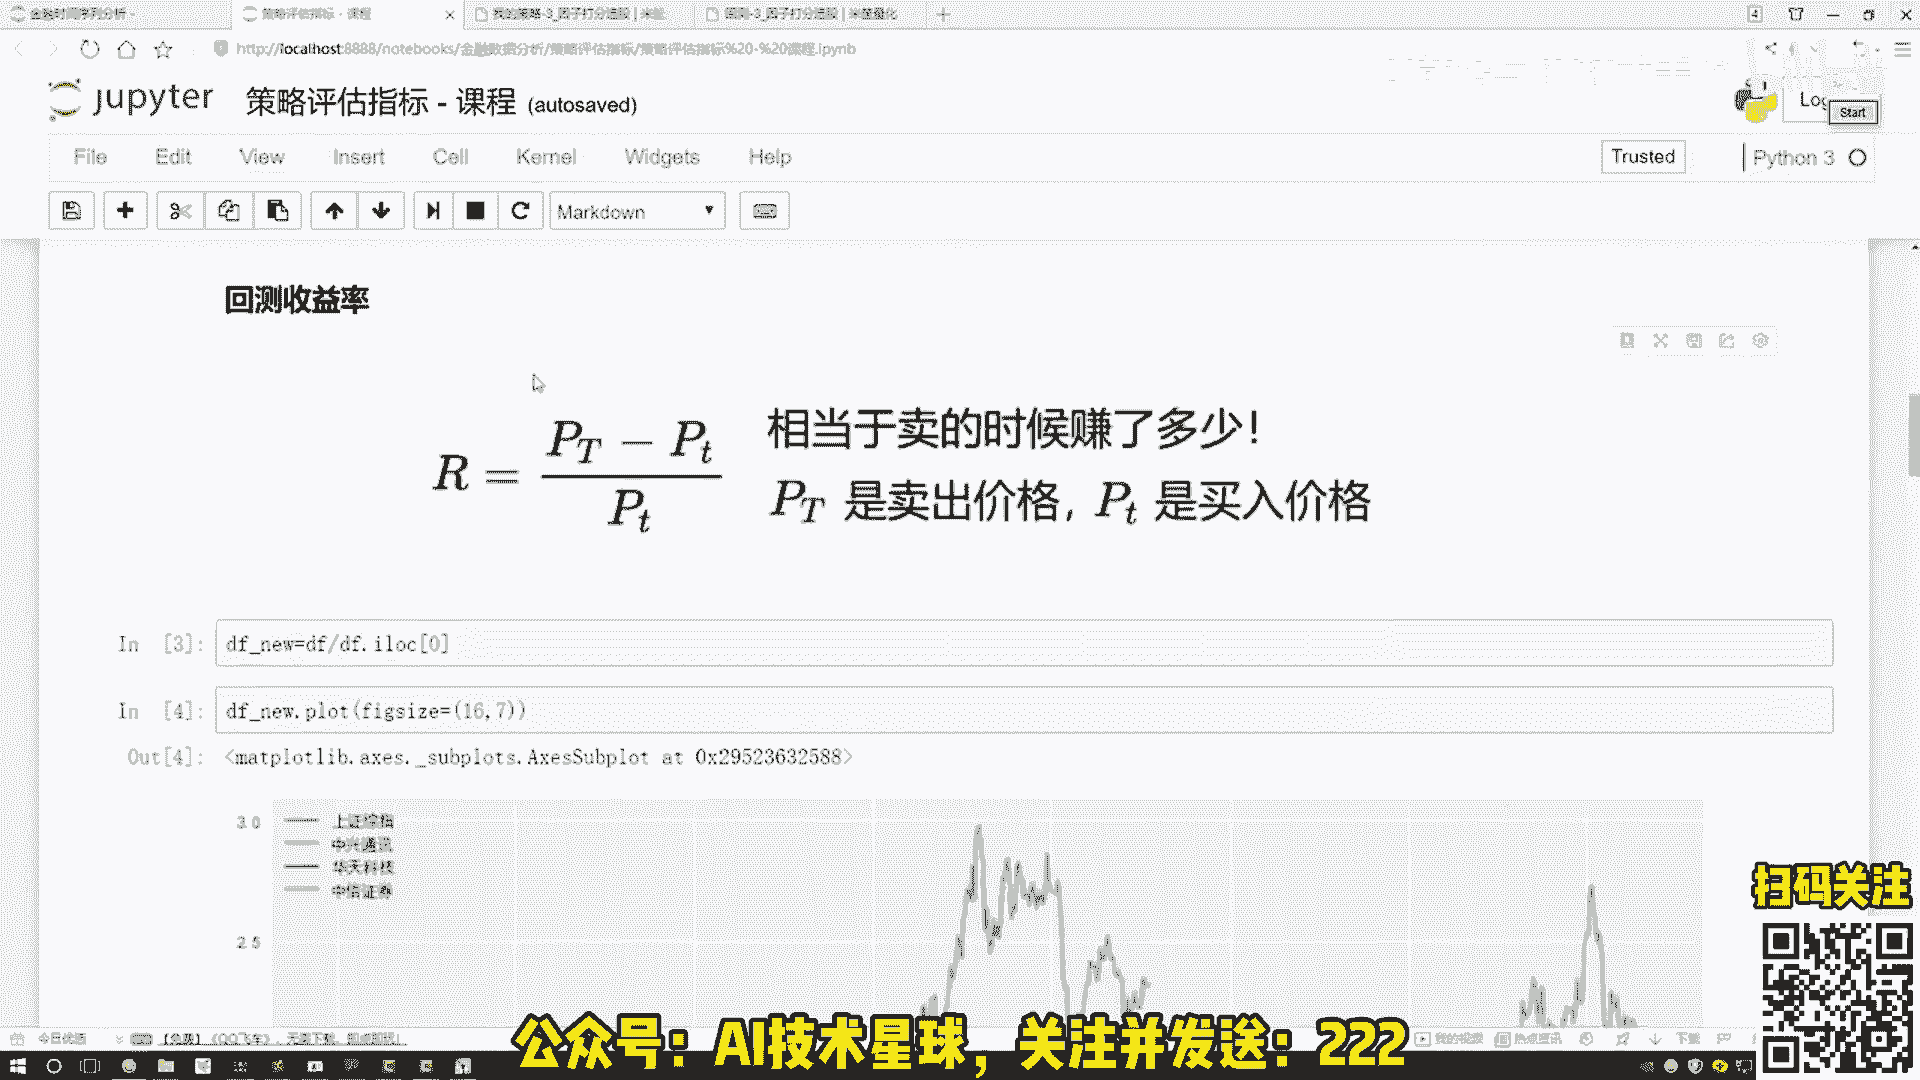 金融时间序列分析 -
策略评估指标 - 课程
我的策略-3_因子打分选股 | 米筐
回测-3_因子打分选股 | 米筐量化
http://localhost:8888/notebooks/金融数据分析/策略评估指标/策略评估指标%20-%20课程.ipynb
jupyter 策略评估指标 - 课程 (autosaved)
Start
File Edit View Insert Cell Kernel Widgets Help
Trusted
Python 3
Markdown
回测收益率
R = (P_T − P_t) / P_t 相当于卖的时候赚了多少！
P_T 是卖出价格，P_t 是买入价格
In [3]: df_new=df/df.iloc[0]
In [4]: df_new.plot(figsize=(16,7))
Out[4]: <matplotlib.axes._subplots.AxesSubplot at 0x29523632588>
3.0
上证综指
中兴通讯
华天科技
中信证券
2.5
扫码关注
公众号：AI技术星球，关注并发送：222
今日优选
我的视频
热点资讯
下载